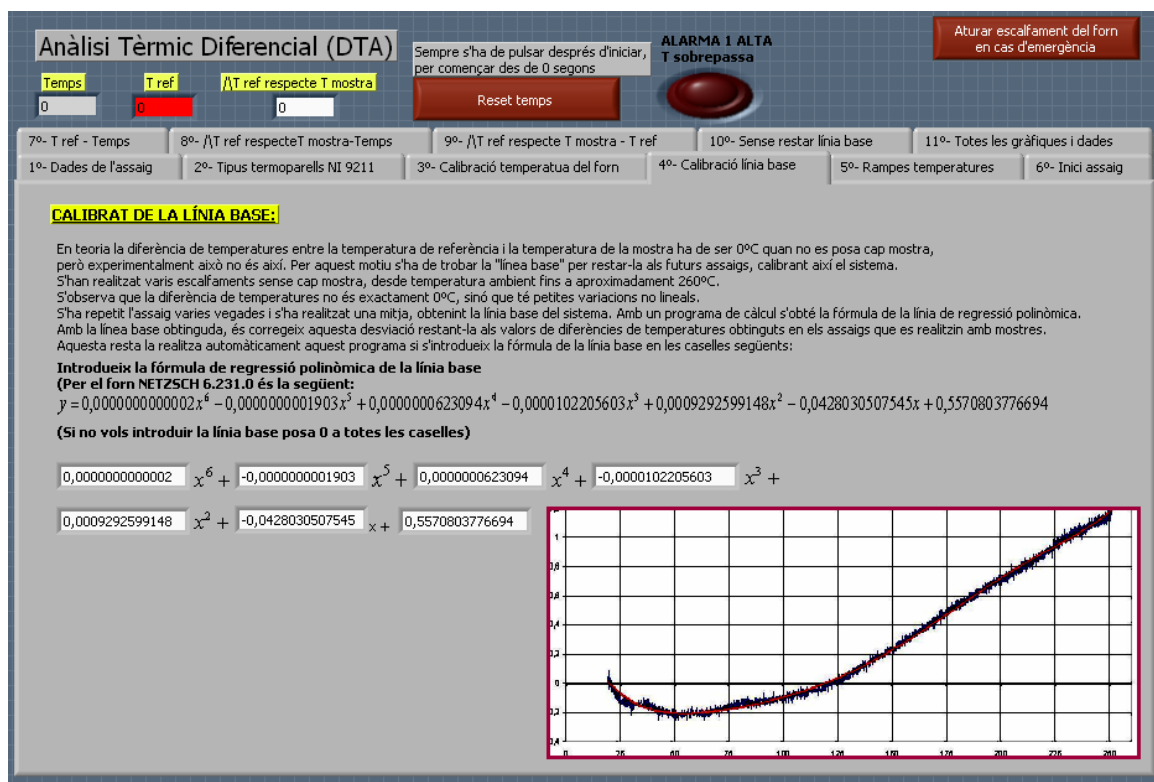 Anàlisi Tèrmic Diferencial (DTA)
Sempre s'ha de pulsar després d'iniciar,
per començar des de 0 segons
ALARMA 1 ALTA
T sobrepassa
Aturar escalfament del forn
en cas d'emergència
Temps
T ref
/\T ref respecte T mostra
0
0
0
Reset temps
7º- T ref - Temps
8º- /\T ref respecteT mostra-Temps
9º- /\T ref respecte T mostra - T ref
10º- Sense restar línia base
11º- Totes les gràfiques i dades
1º- Dades de l'assaig
2º- Tipus termoparells NI 9211
3º- Calibració temperatua del forn
4º- Calibració línia base
5º- Rampes temperatures
6º- Inici assaig
CALIBRAT DE LA LÍNIA BASE:
En teoria la diferència de temperatures entre la temperatura de referència i la temperatura de la mostra ha de ser 0ºC quan no es posa cap mostra,
però experimentalment això no és així. Per aquest motiu s'ha de trobar la "línea base" per restar-la als futurs assaigs, calibrant així el sistema.
S'han realitzat varis escalfaments sense cap mostra, desde temperatura ambient fins a aproximadament 260ºC.
S'observa que la diferència de temperatures no és exactament 0ºC, sinó que té petites variacions no lineals.
S'ha repetit l'assaig varies vegades i s'ha realitzat una mitja, obtenint la línia base del sistema. Amb un programa de càlcul s'obté la fórmula de la línia de regressió polinòmica.
Amb la línea base obtinguda, és corregeix aquesta desviació restant-la als valors de diferències de temperatures obtinguts en els assaigs que es realitzin amb mostres.
Aquesta resta la realitza automàticament aquest programa si s'introdueix la fórmula de la línia base en les caselles següents:
Introdueix la fórmula de regressió polinòmica de la línia base
(Per el forn NETZSCH 6.231.0 és la següent:
y = 0,0000000000002x⁶ − 0,0000000001903x⁵ + 0,0000000623094x⁴ − 0,0000102205603x³ + 0,0009292599148x² − 0,0428030507545x + 0,5570803776694
(Si no vols introduir la línia base posa 0 a totes les caselles)
0,0000000000002 x⁶ + -0,0000000001903 x⁵ + 0,0000000623094 x⁴ + -0,0000102205603 x³ +
0,0009292599148 x² + -0,0428030507545 x + 0,5570803776694
1
0
0
100
200